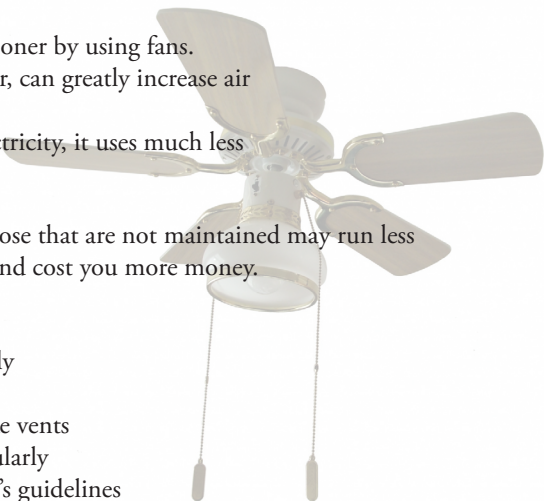 oner by using fans.
r, can greatly increase air
tricity, it uses much less
ose that are not maintained may run less
nd cost you more money.
ly
e vents
ularly
's guidelines